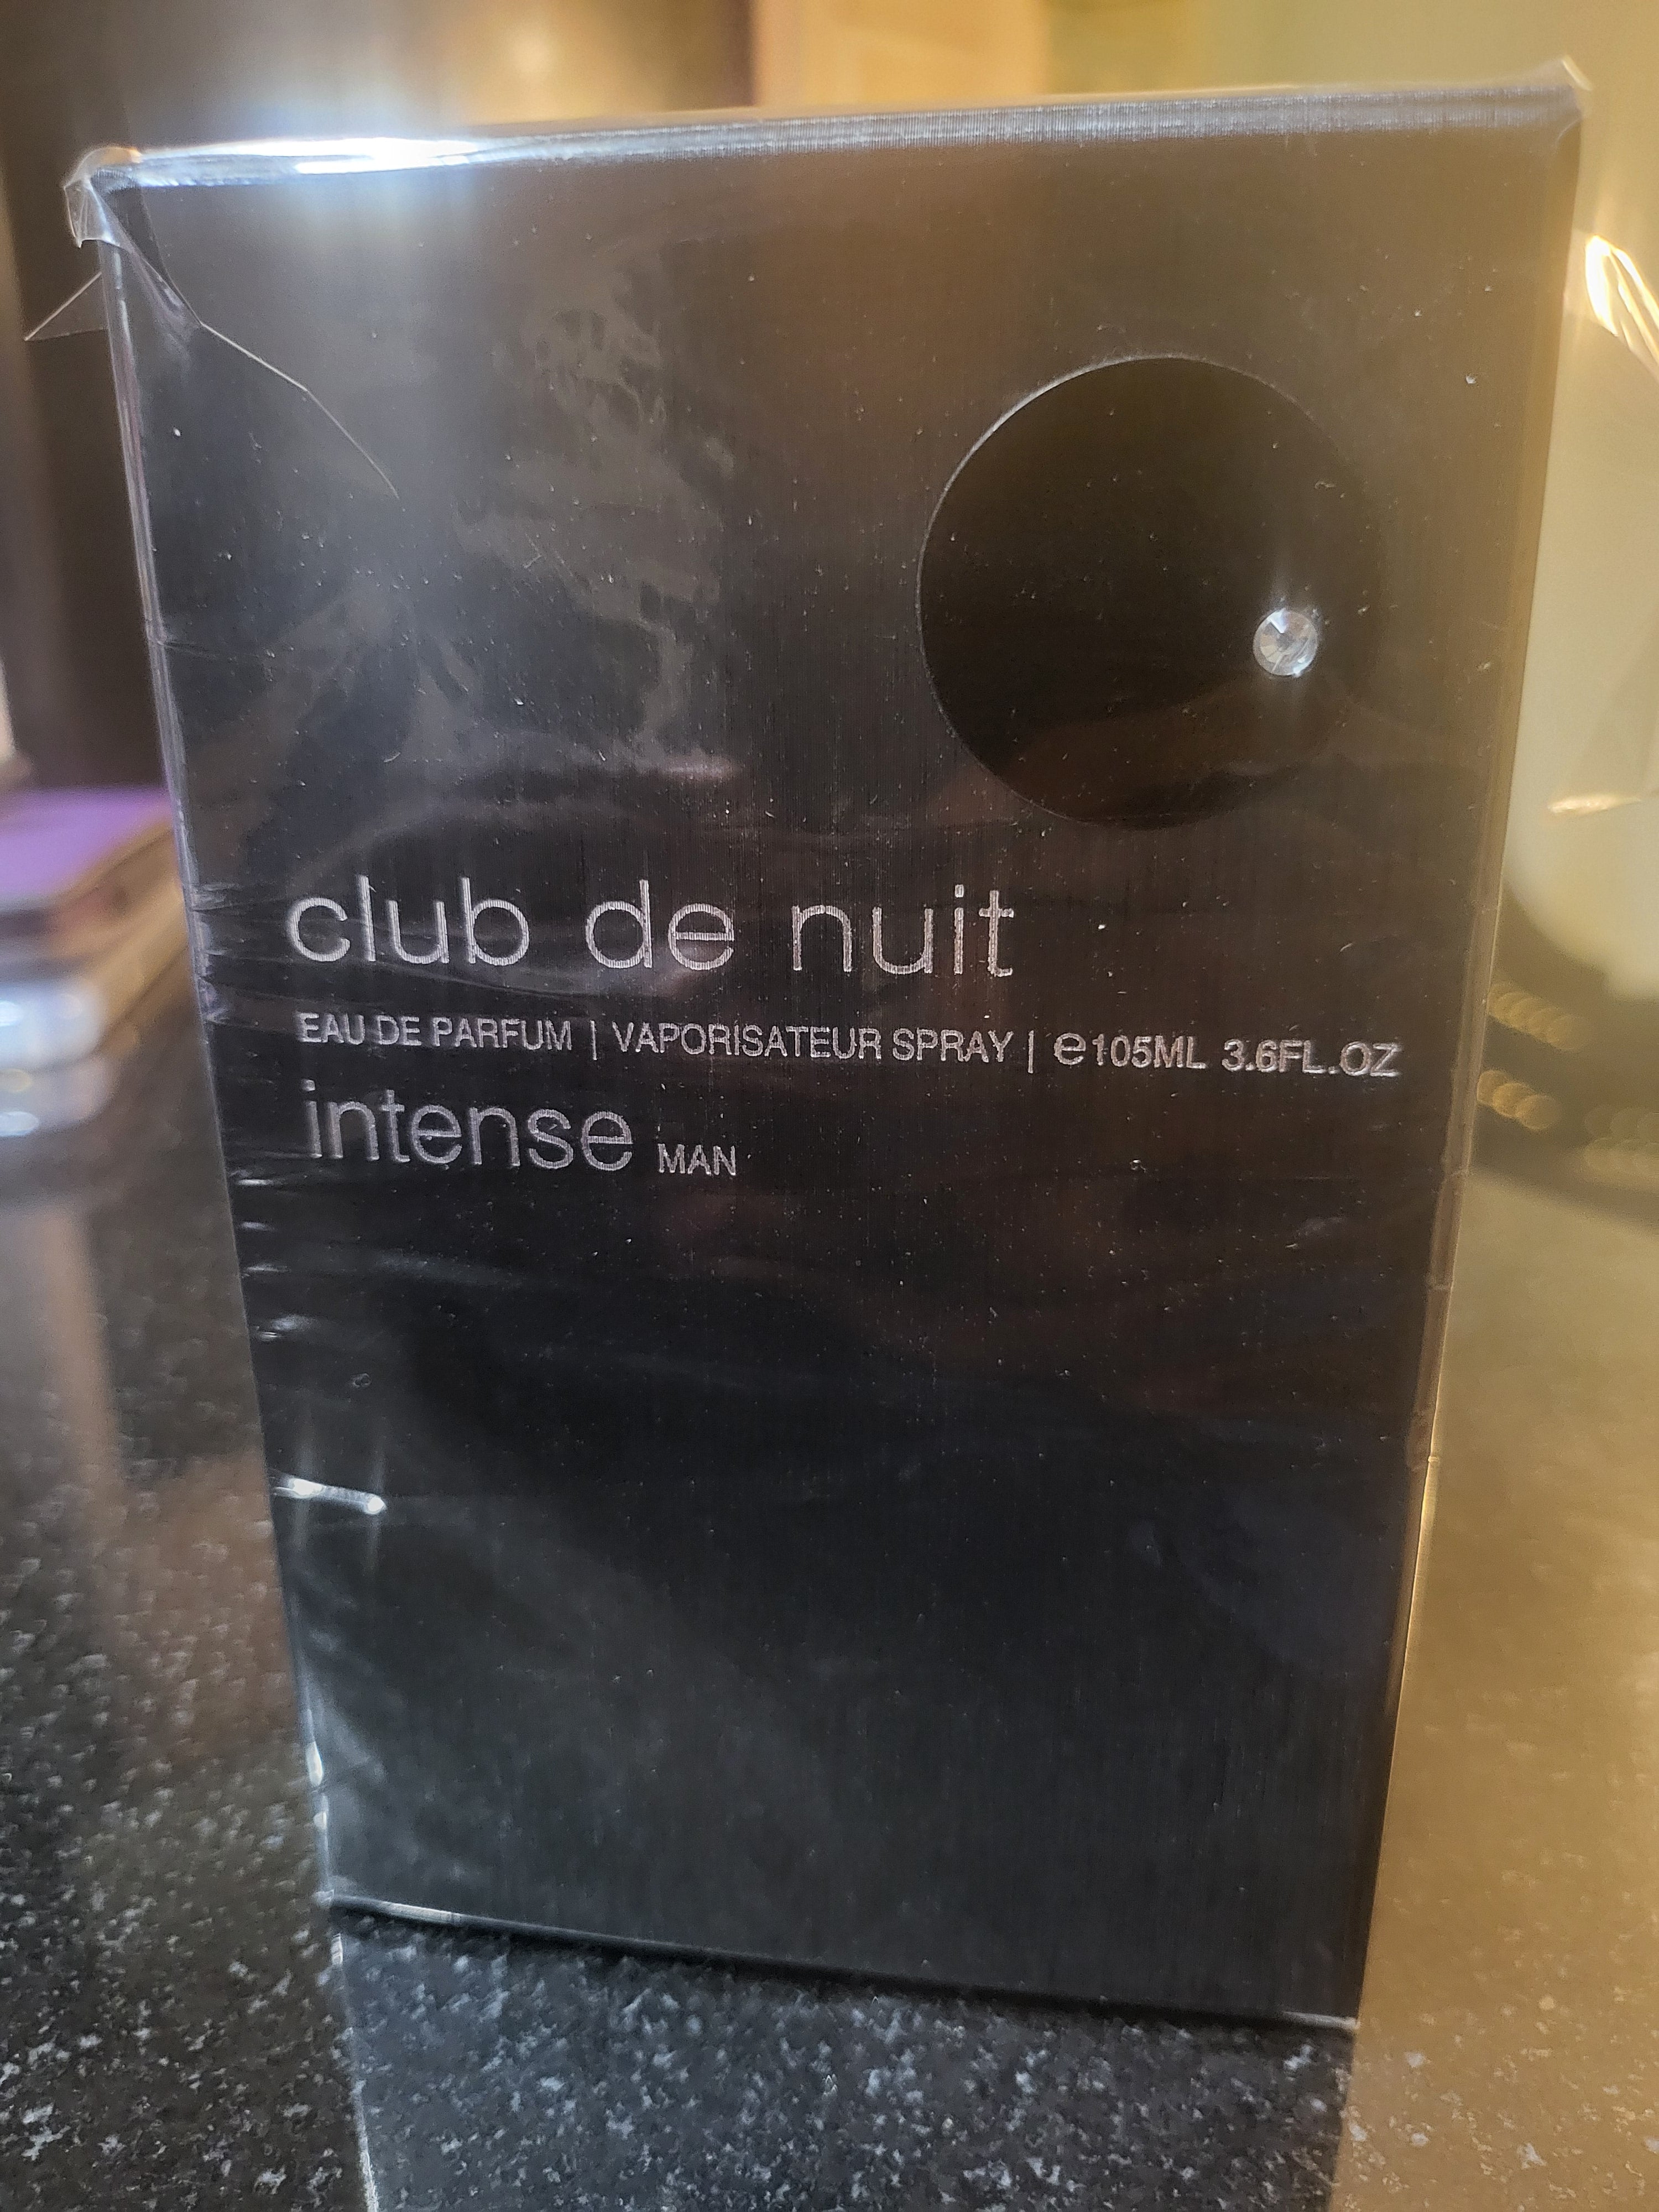 club de nuit
EAU DE PARFUM | VAPORISATEUR SPRAY | ℮105ML 3.6FL.OZ
intense MAN